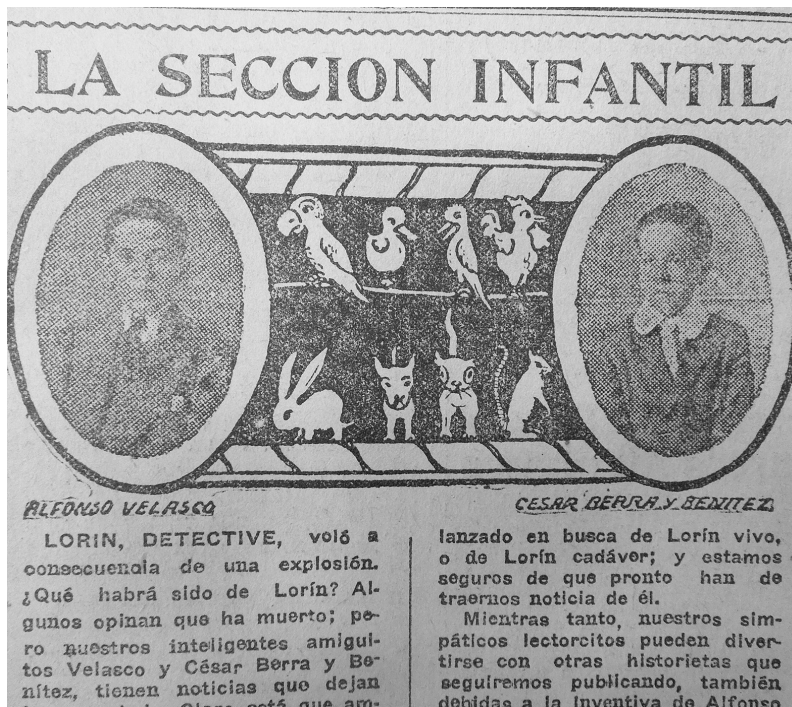 LA SECCION INFANTIL
ALFONSO VELASCO
CESAR BERRA Y BENITEZ
LORIN, DETECTIVE, voló a
consecuencia de una explosión.
¿Qué habrá sido de Lorín? Al-
gunos opinan que ha muerto; pe-
ro nuestros inteligentes amigui-
tos Velasco y César Berra y Be-
nítez, tienen noticias que dejan
está que am-
lanzado en busca de Lorín vivo,
o de Lorín cadáver; y estamos
seguros de que pronto han de
traernos noticia de él.
Mientras tanto, nuestros sim-
páticos lectorcitos pueden diver-
tirse con otras historietas que
seguiremos publicando, también
debidas a la inventiva de Alfonso